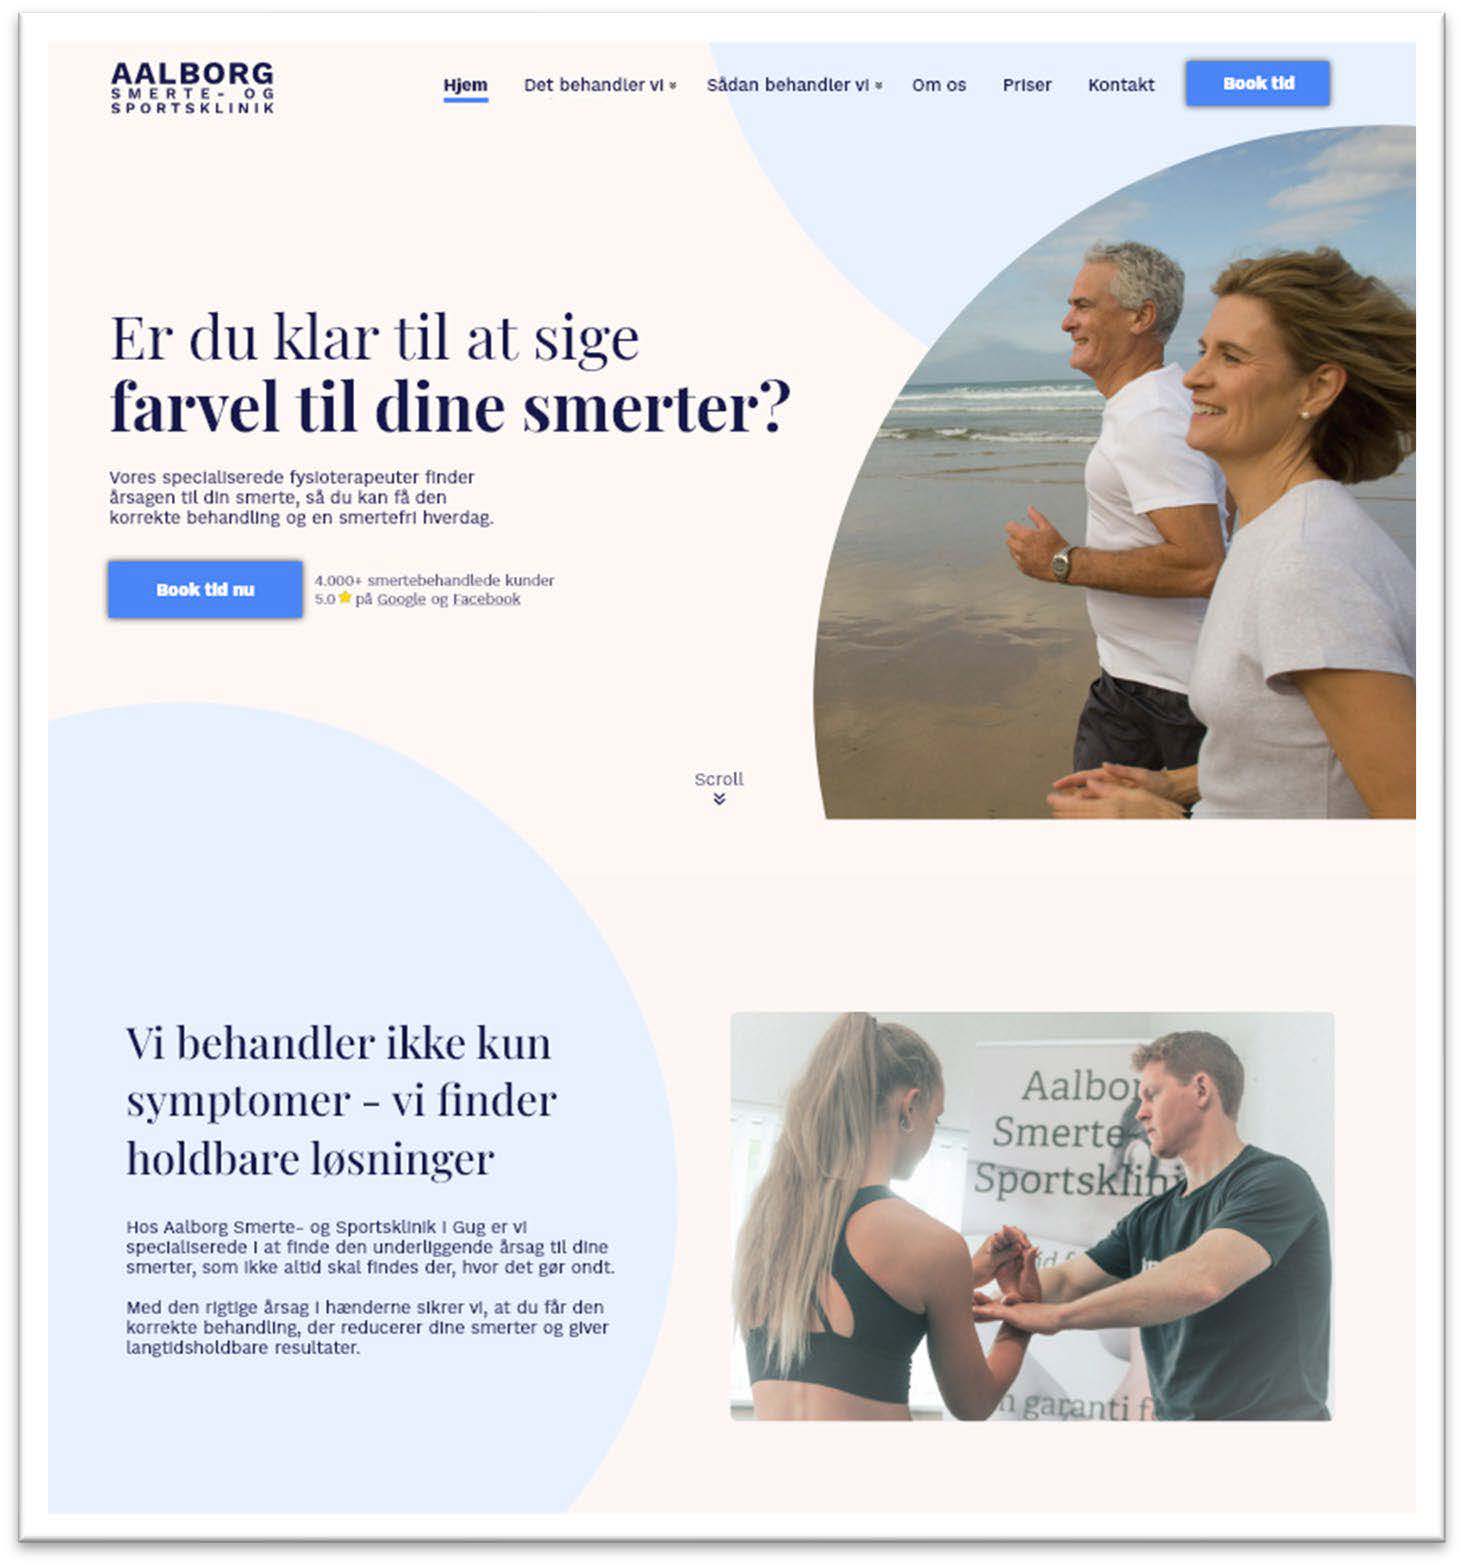 AALBORG
SMERTE- OG
SPORTSKLINIK
Hjem Det behandler vi Sådan behandler vi Om os Priser Kontakt Book tid
Er du klar til at sige
farvel til dine smerter?
Vores specialiserede fysioterapeuter finder
årsagen til din smerte, så du kan få den
korrekte behandling og en smertefri hverdag.
Book tid nu
4.000+ smertebehandlede kunder
5.0⭐ på Google og Facebook
Scroll
Vi behandler ikke kun
symptomer - vi finder
holdbare løsninger
Hos Aalborg Smerte- og Sportsklinik i Gug er vi
specialiserede i at finde den underliggende årsag til dine
smerter, som ikke altid skal findes der, hvor det gør ondt.
Med den rigtige årsag i hænderne sikrer vi, at du får den
korrekte behandling, der reducerer dine smerter og giver
langtidsholdbare resultater.
Aalbor
Smerte-
Sportsklini
garanti f